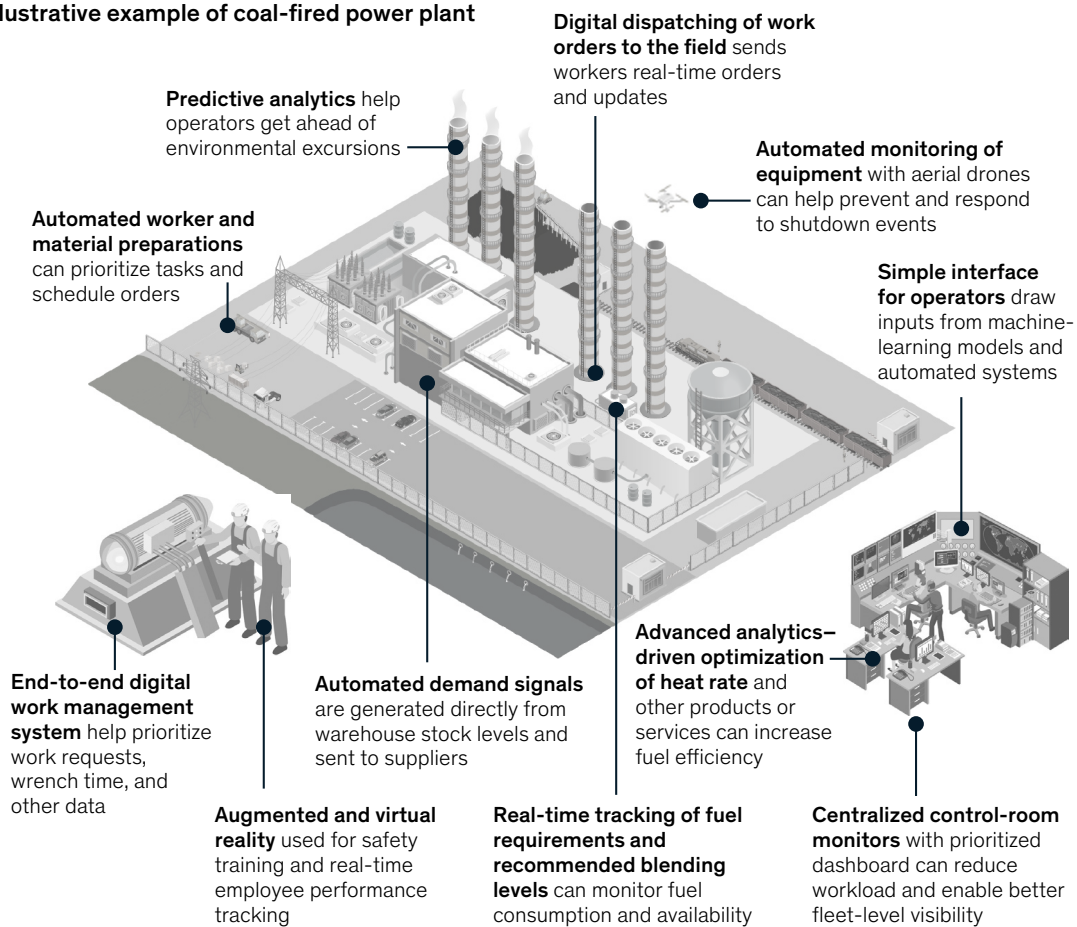 lustrative example of coal-fired power plant
Digital dispatching of work
orders to the field sends
workers real-time orders
and updates
Predictive analytics help
operators get ahead of
environmental excursions
Automated monitoring of
equipment with aerial drones
can help prevent and respond
to shutdown events
Automated worker and
material preparations
can prioritize tasks and
schedule orders
Simple interface
for operators draw
inputs from machine-
learning models and
automated systems
End-to-end digital
work management
system help prioritize
work requests,
wrench time, and
other data
Automated demand signals
are generated directly from
warehouse stock levels and
sent to suppliers
Advanced analytics–
driven optimization
of heat rate and
other products or
services can increase
fuel efficiency
Augmented and virtual
reality used for safety
training and real-time
employee performance
tracking
Real-time tracking of fuel
requirements and
recommended blending
levels can monitor fuel
consumption and availability
Centralized control-room
monitors with prioritized
dashboard can reduce
workload and enable better
fleet-level visibility